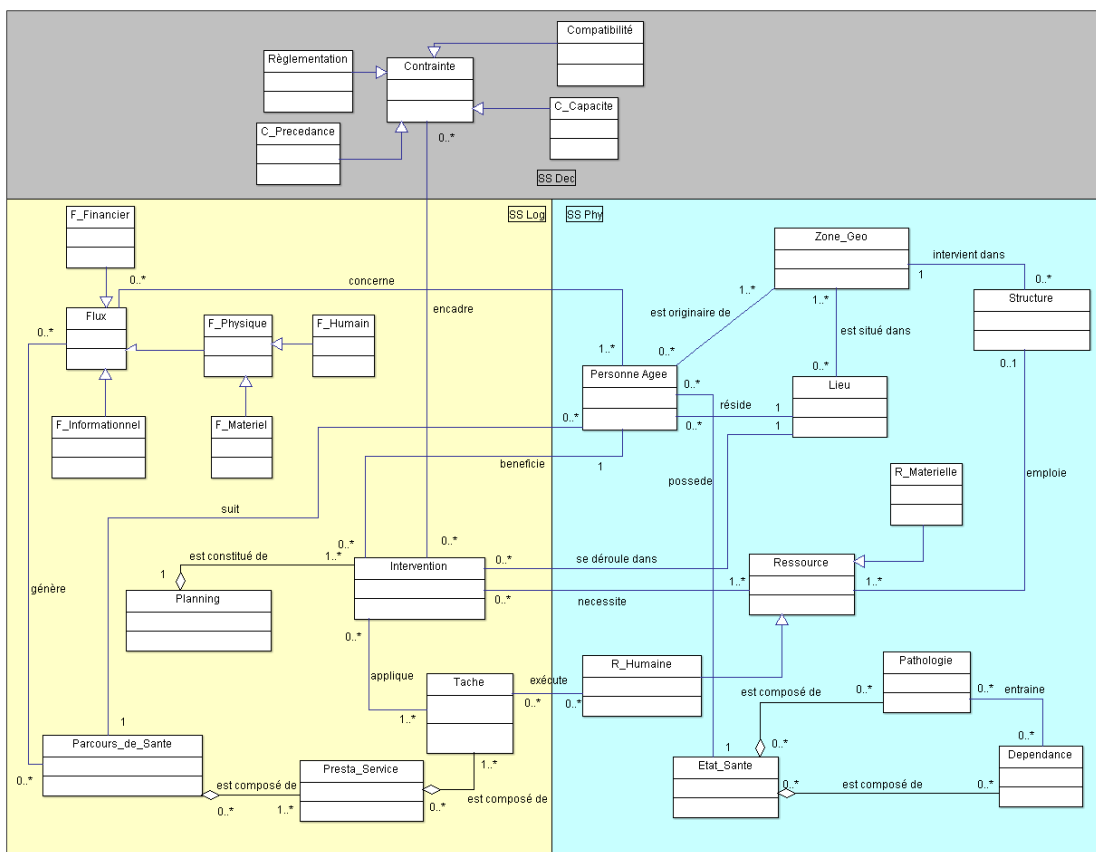 Compatibilité
Règlementation
Contrainte
C_Capacite
C_Precedance
0..*
SS Dec
F_Financier
SS Log
SS Phy
Zone_Geo
intervient dans
1
0..*
concerne
0..*
Structure
encadre
1..*
1..*
Flux
F_Physique
F_Humain
0..*
est originaire de
est situé dans
0..*
1..*
0..*
0..1
Personne Agee
0..*
Lieu
réside
1
0..*
0..*
1
F_Informationnel
F_Materiel
beneficie
1
R_Materielle
possede
emploie
suit
0..*
0..*
est constitué de
1..*
se déroule dans
0..*
Intervention
Ressource
1
1..*
1..*
génère
Planning
necessite
0..*
0..*
R_Humaine
Pathologie
applique
Tache
exécute
est composé de
0..*
0..*
entraine
0..*
0..*
1..*
1
0..*
1
0..*
Parcours_de_Sante
Presta_Service
1..*
Etat_Sante
Dependance
0..*
est composé de
0..*
est composé de
0..*
est composé de
0..*
1..*
0..*